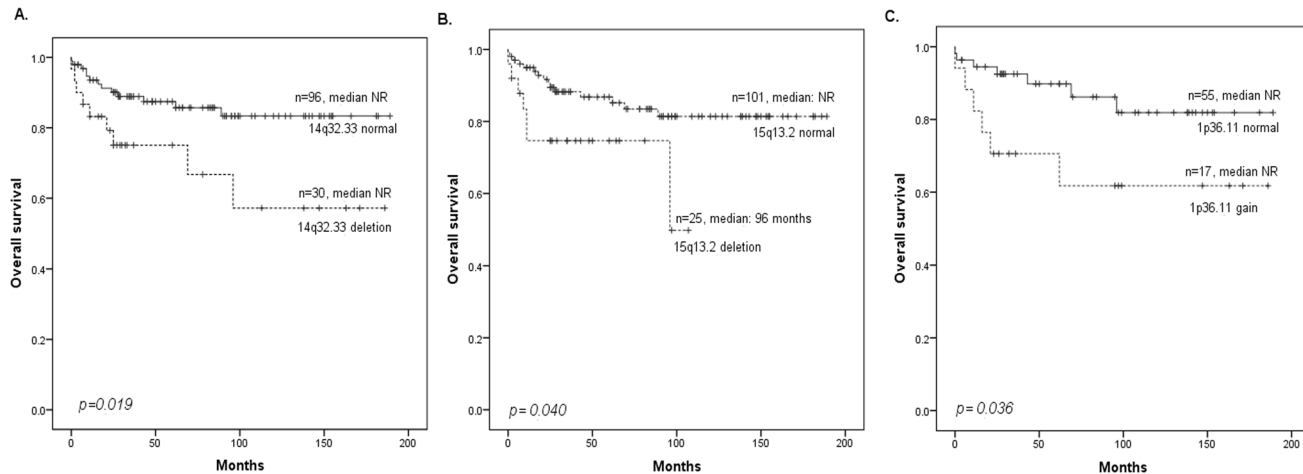 A.
Overall survival
1.0
0.8
0.6
0.4
0.2
0.0
n=96, median NR
14q32.33 normal
n=30, median NR
14q32.33 deletion
p=0.019
0 50 100 150 200
Months
B.
Overall survival
1.0
0.8
0.6
0.4
0.2
0.0
n=101, median: NR
15q13.2 normal
n=25, median: 96 months
15q13.2 deletion
p=0.040
0 50 100 150 200
Months
C.
Overall survival
1.0
0.8
0.6
0.4
0.2
0.0
n=55, median NR
1p36.11 normal
n=17, median NR
1p36.11 gain
p=0.036
0 50 100 150 200
Months